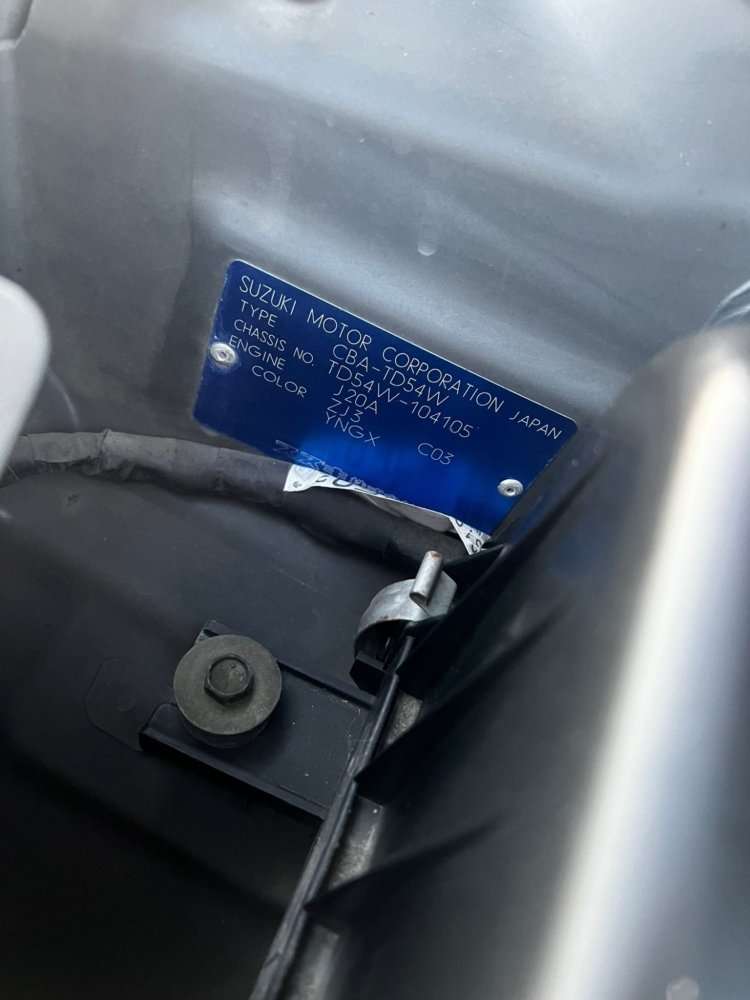 SUZUKI MOTOR CORPORATION JAPAN
TYPE CBA-TD54W
CHASSIS NO. TD54W-104105
ENGINE J20A
COLOR ZJ3
YNGX C03